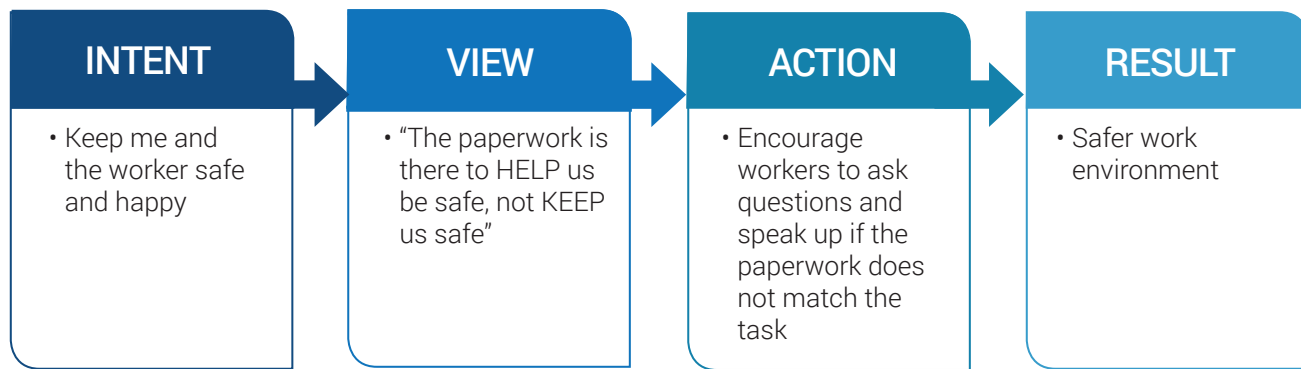 INTENT
• Keep me and
the worker safe
and happy
VIEW
• “The paperwork is
there to HELP us
be safe, not KEEP
us safe”
ACTION
• Encourage
workers to ask
questions and
speak up if the
paperwork does
not match the
task
RESULT
• Safer work
environment